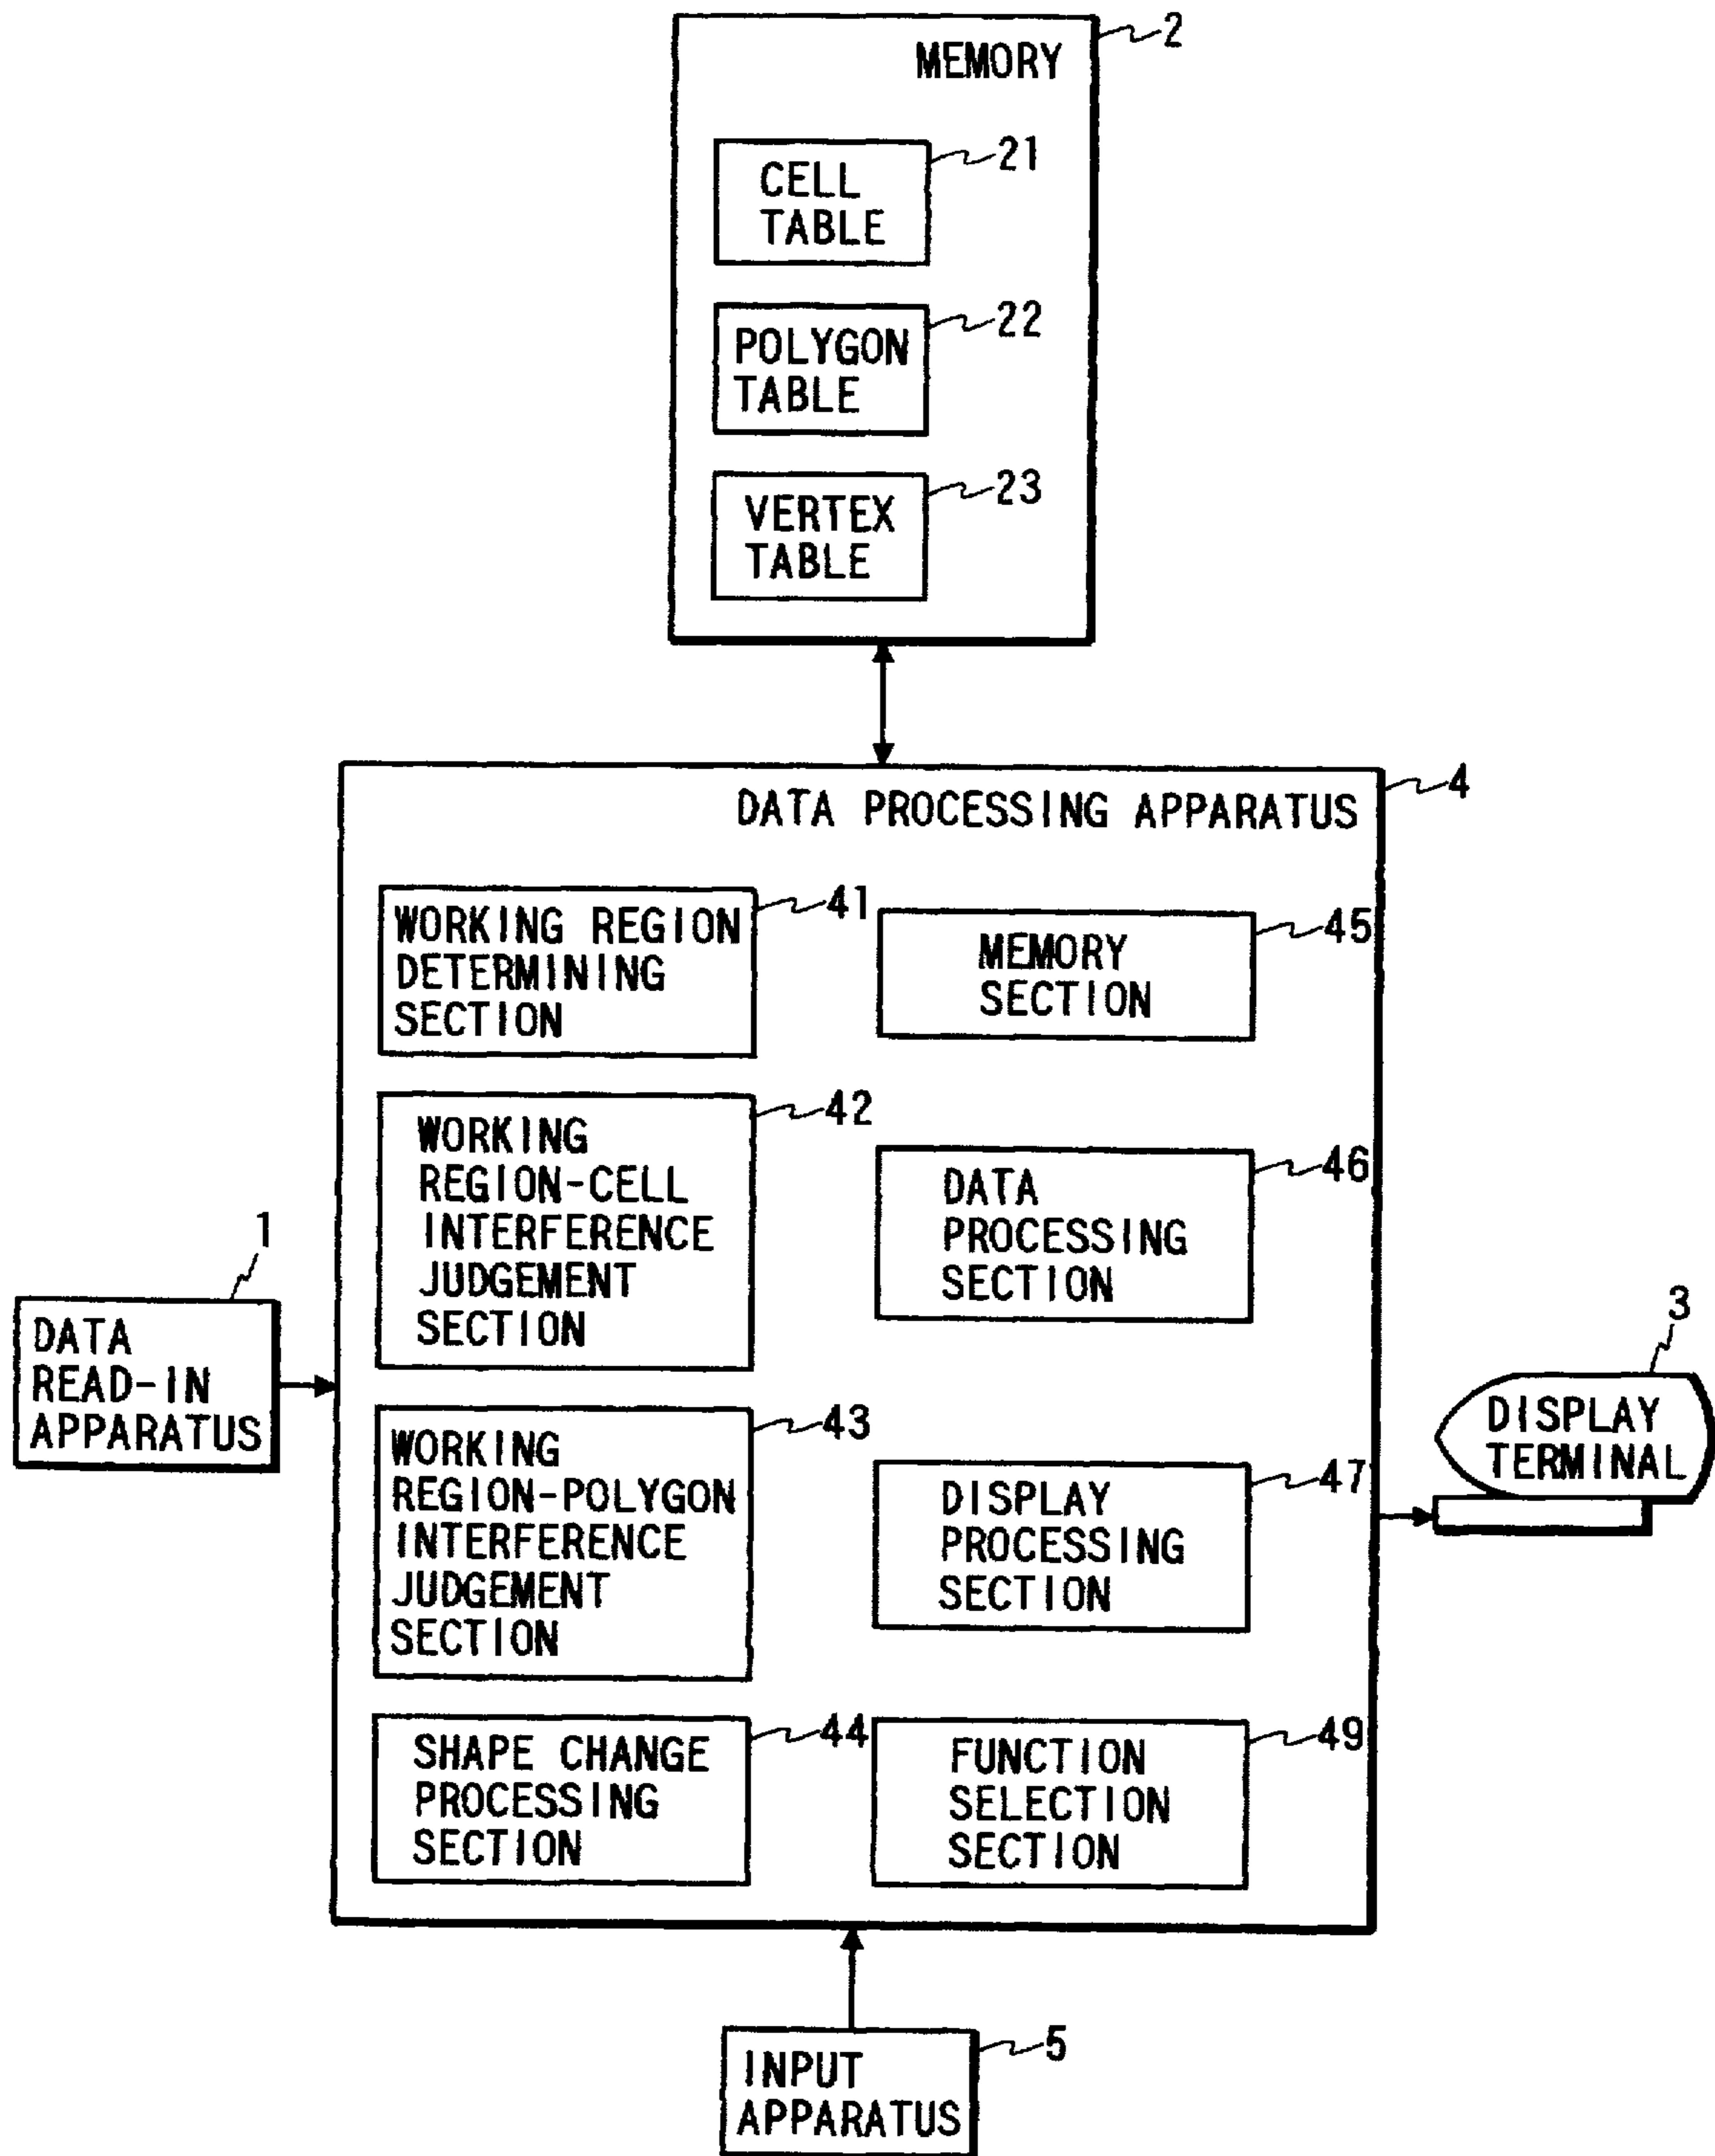 2
MEMORY
21
CELL
TABLE
22
POLYGON
TABLE
23
VERTEX
TABLE
4
DATA PROCESSING APPARATUS
41
WORKING REGION
DETERMINING
SECTION
45
MEMORY
SECTION
42
WORKING
REGION-CELL
INTERFERENCE
JUDGEMENT
SECTION
46
DATA
PROCESSING
SECTION
1
DATA
READ-IN
APPARATUS
43
WORKING
REGION-POLYGON
INTERFERENCE
JUDGEMENT
SECTION
47
DISPLAY
PROCESSING
SECTION
3
DISPLAY
TERMINAL
44
SHAPE CHANGE
PROCESSING
SECTION
49
FUNCTION
SELECTION
SECTION
5
INPUT
APPARATUS